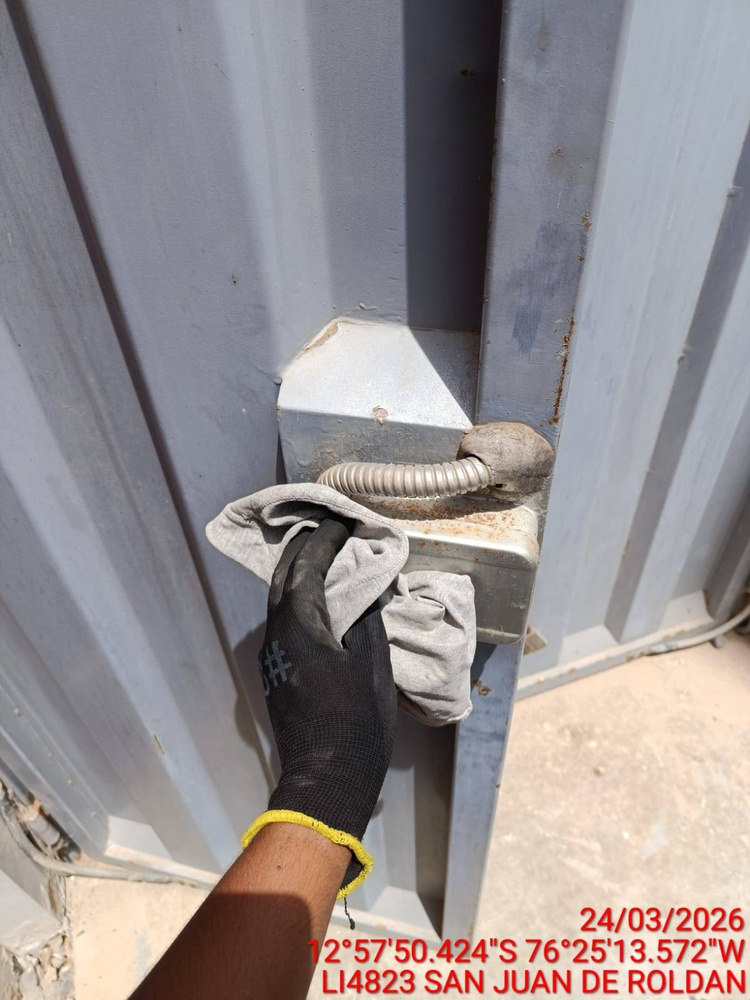 24/03/2026
12°57'50.424"S 76°25'13.572"W
LI4823 SAN JUAN DE ROLDAN